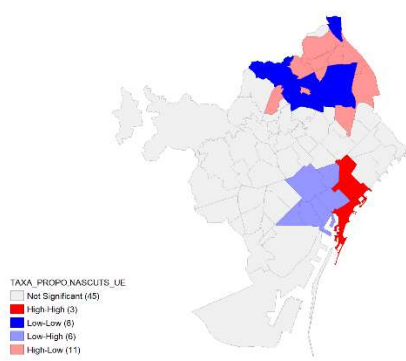 TAXA_PROPO,NASCUTS_UE
Not Significant (45)
High-High (3)
Low-Low (8)
Low-High (6)
High-Low (11)